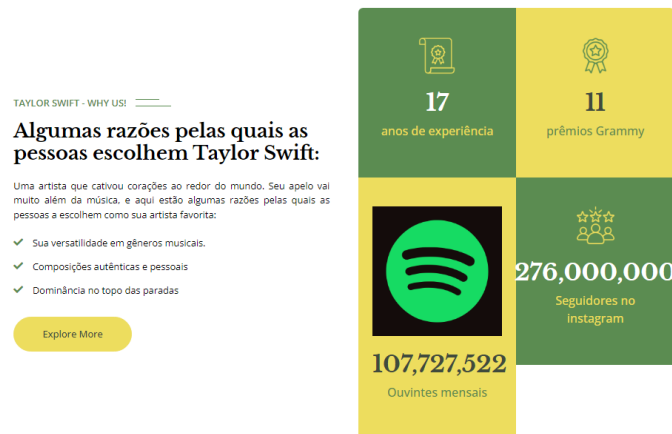 TAYLOR SWIFT - WHY US!
Algumas razões pelas quais as
pessoas escolhem Taylor Swift:
Uma artista que cativou corações ao redor do mundo. Seu apelo vai
muito além da música, e aqui estão algumas razões pelas quais as
pessoas a escolhem como sua artista favorita:
Sua versatilidade em gêneros musicais.
Composições autênticas e pessoais
Dominância no topo das paradas
Explore More
17
anos de experiência
11
prêmios Grammy
107,727,522
Ouvintes mensais
276,000,000
Seguidores no
instagram